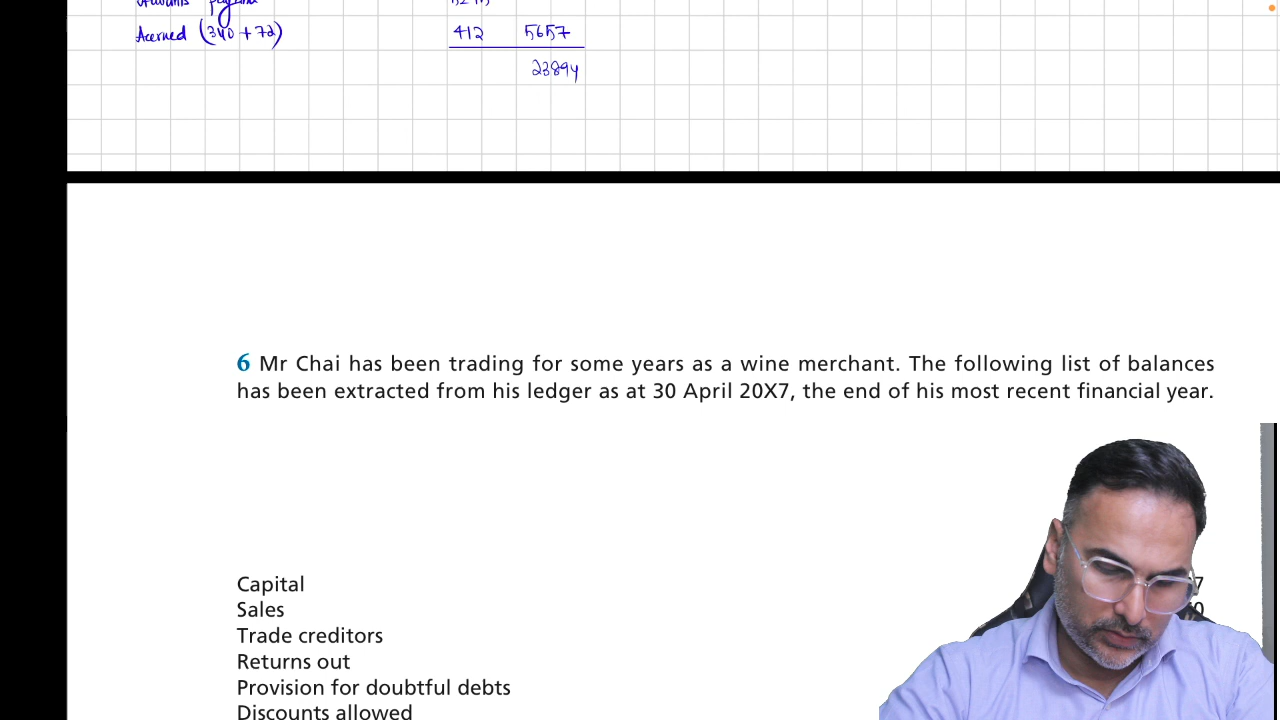 Accrued (340 + 72) 412 5657
23894
6 Mr Chai has been trading for some years as a wine merchant. The following list of balances
has been extracted from his ledger as at 30 April 20X7, the end of his most recent financial year.
Capital
Sales
Trade creditors
Returns out
Provision for doubtful debts
Discounts allowed